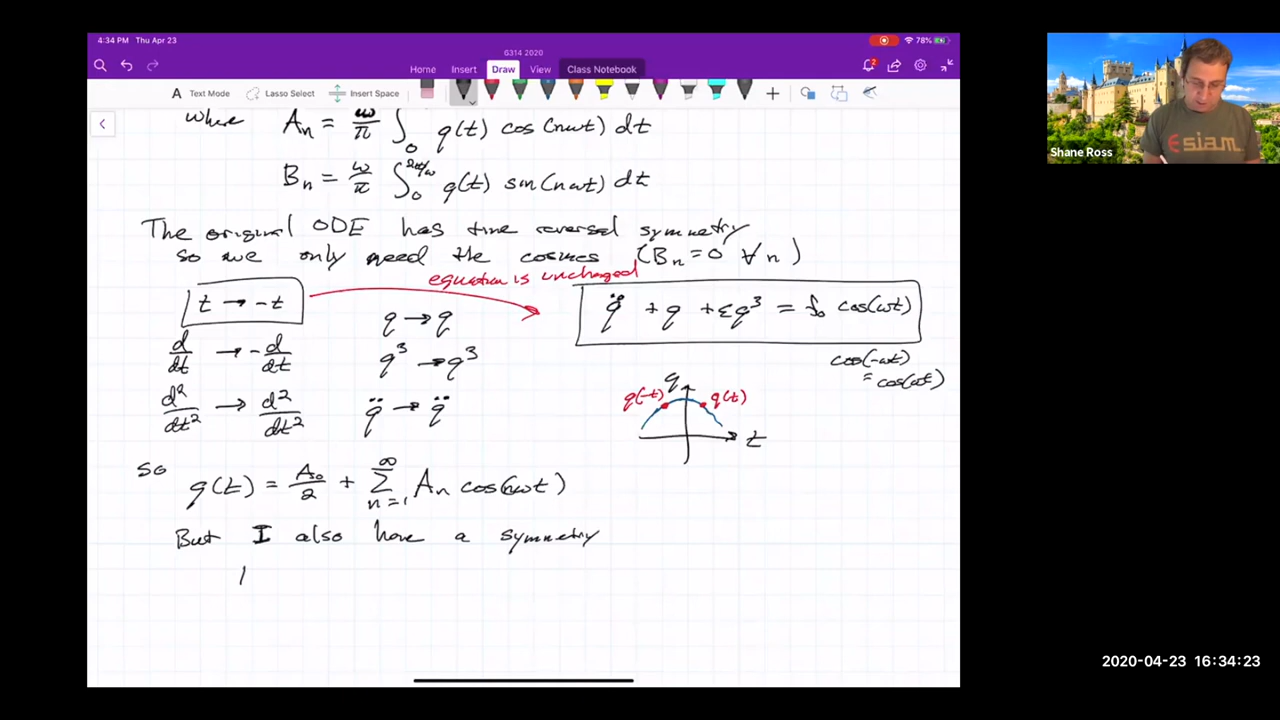 4:34 PM Thu Apr 23
78%
6314 2020
Home Insert Draw View Class Notebook
2
Text Mode Lasso Select Insert Space
where Aₙ = ω/π ∫₀ q(t) cos(nωt) dt
Bₙ = ω/π ∫₀^(2π/ω) q(t) sin(nωt) dt
The original ODE has time reversal symmetry
so we only need the cosines (Bₙ = 0 ∀ n)
equation is unchanged
t → -t
q → q
q̈ + q + εq³ = f₀ cos(ωt)
d/dt → -d/dt
q³ → q³
cos(-ωt)
= cos(ωt)
d²/dt² → d²/dt²
q̈ → q̈
q
q(-t) q(t)
t
so q(t) = A₀/2 + Σ_(n=1)^∞ Aₙ cos(nωt)
But I also have a symmetry
esiam
Shane Ross
2020-04-23 16:34:23